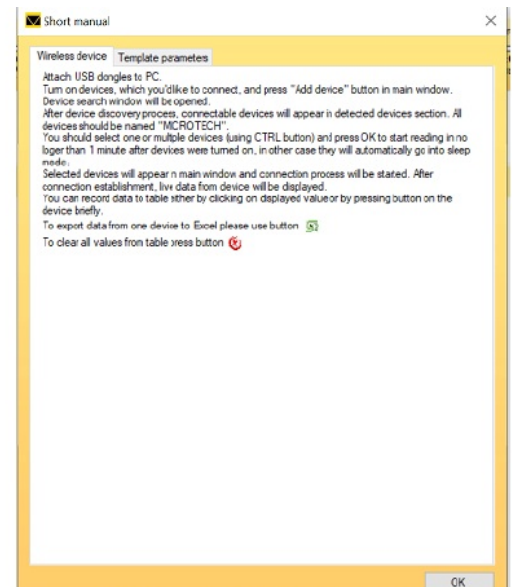 Short manual
Wireless device Template parameters
Attach USB dongles to PC.
Turn on devices, which you'dlike to connect, and press "Add derice" button in main window.
Device search window will be opened.
After device discovery process, connectable devices will appear in detected devices section. All
devices should be named "MICROTECH".
You should select one or multiple devices (using CTRL button) and press OK to start reading in no
loger than 1 minute after devices were turned on, in other case they will automatically go into sleep
mode.
Selected devices will appear n main window and connection process will be started. After
connection establishment, live data from device will be displayed.
You can record data to table either by clicking on displayed value or by pressing button on the
device briefly.
To export data from one device to Excel please use button
To clear all values from table press button
OK